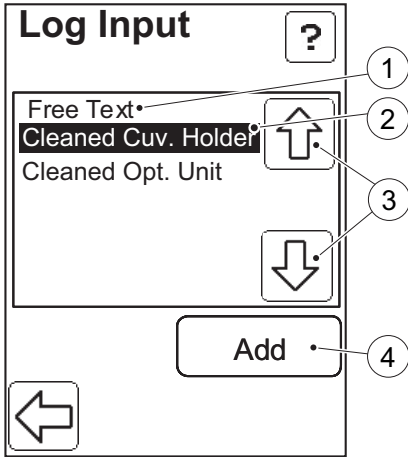 Log Input
?
1
Free Text
2
Cleaned Cuv. Holder
Cleaned Opt. Unit
3
Add
4